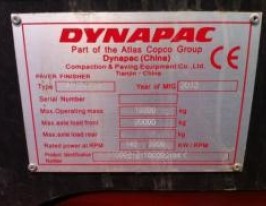 DYNAPAC
Part of the Atlas Copco Group
Dynapac (China)
Compaction & Paving Equipment Co., Ltd.
Tianjin - China
CE
PAVER FINISHER
Type
Year of Mfg
Serial Number
Max. Operating mass kg
Max. axle load front kg
Max. axle load rear kg
Rated power at RPM kW / RPM
Product Identification Number